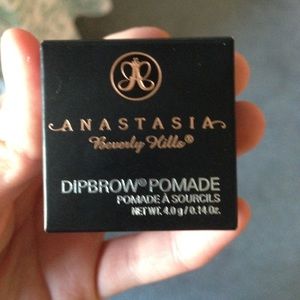 ANASTASIA
Beverly Hills®
DIPBROW® POMADE
POMADE À SOURCILS
NET WT. 4.0 g / 0.14 Oz.